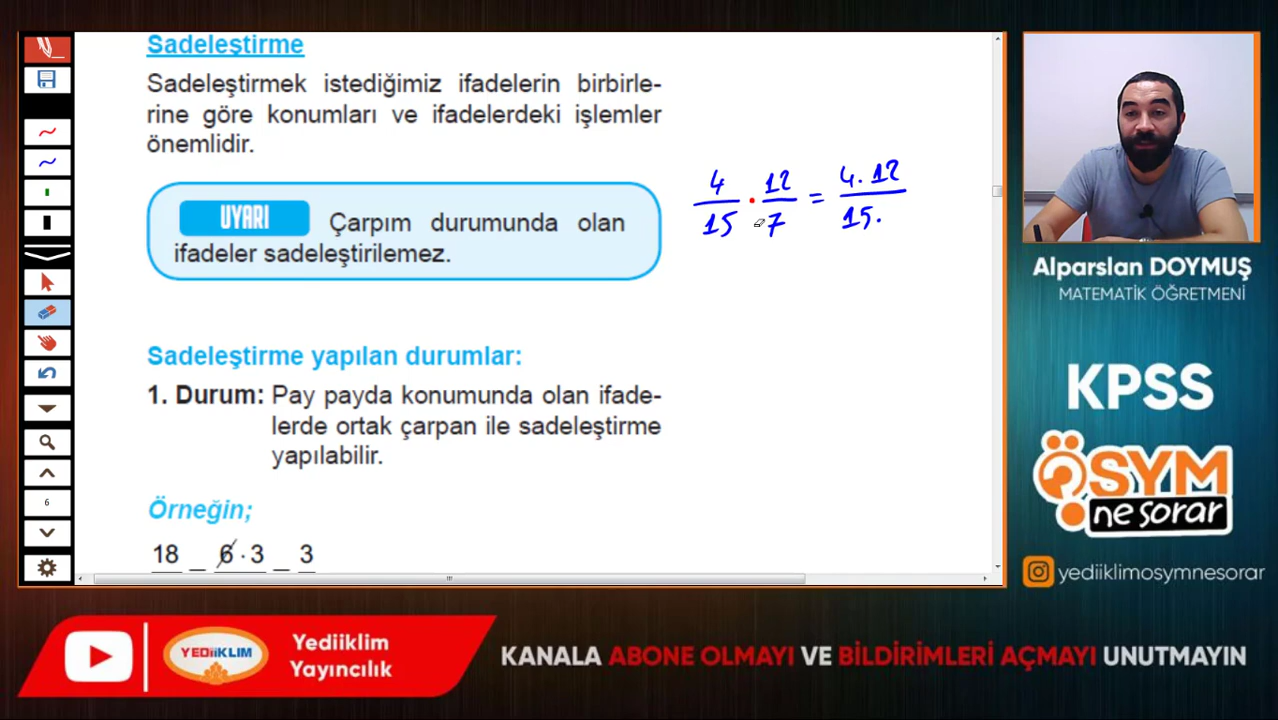 Sadeleştirme
Sadeleştirmek istediğimiz ifadelerin birbirle-
rine göre konumları ve ifadelerdeki işlemler
önemlidir.
UYARI Çarpım durumunda olan
ifadeler sadeleştirilemez.
4/15 · 12/7 = 4. 12/15.
Sadeleştirme yapılan durumlar:
1. Durum: Pay payda konumunda olan ifade-
lerde ortak çarpan ile sadeleştirme
yapılabilir.
Örneğin;
18 _ 6 · 3 _ 3
6
Alparslan DOYMUŞ
MATEMATİK ÖĞRETMENİ
KPSS
ÖSYM
ne sorar
yediiklimosymnesorar
YEDİİKLİM
Yediiklim
Yayıncılık
KANALA ABONE OLMAYI VE BİLDİRİMLERİ AÇMAYI UNUTMAYIN